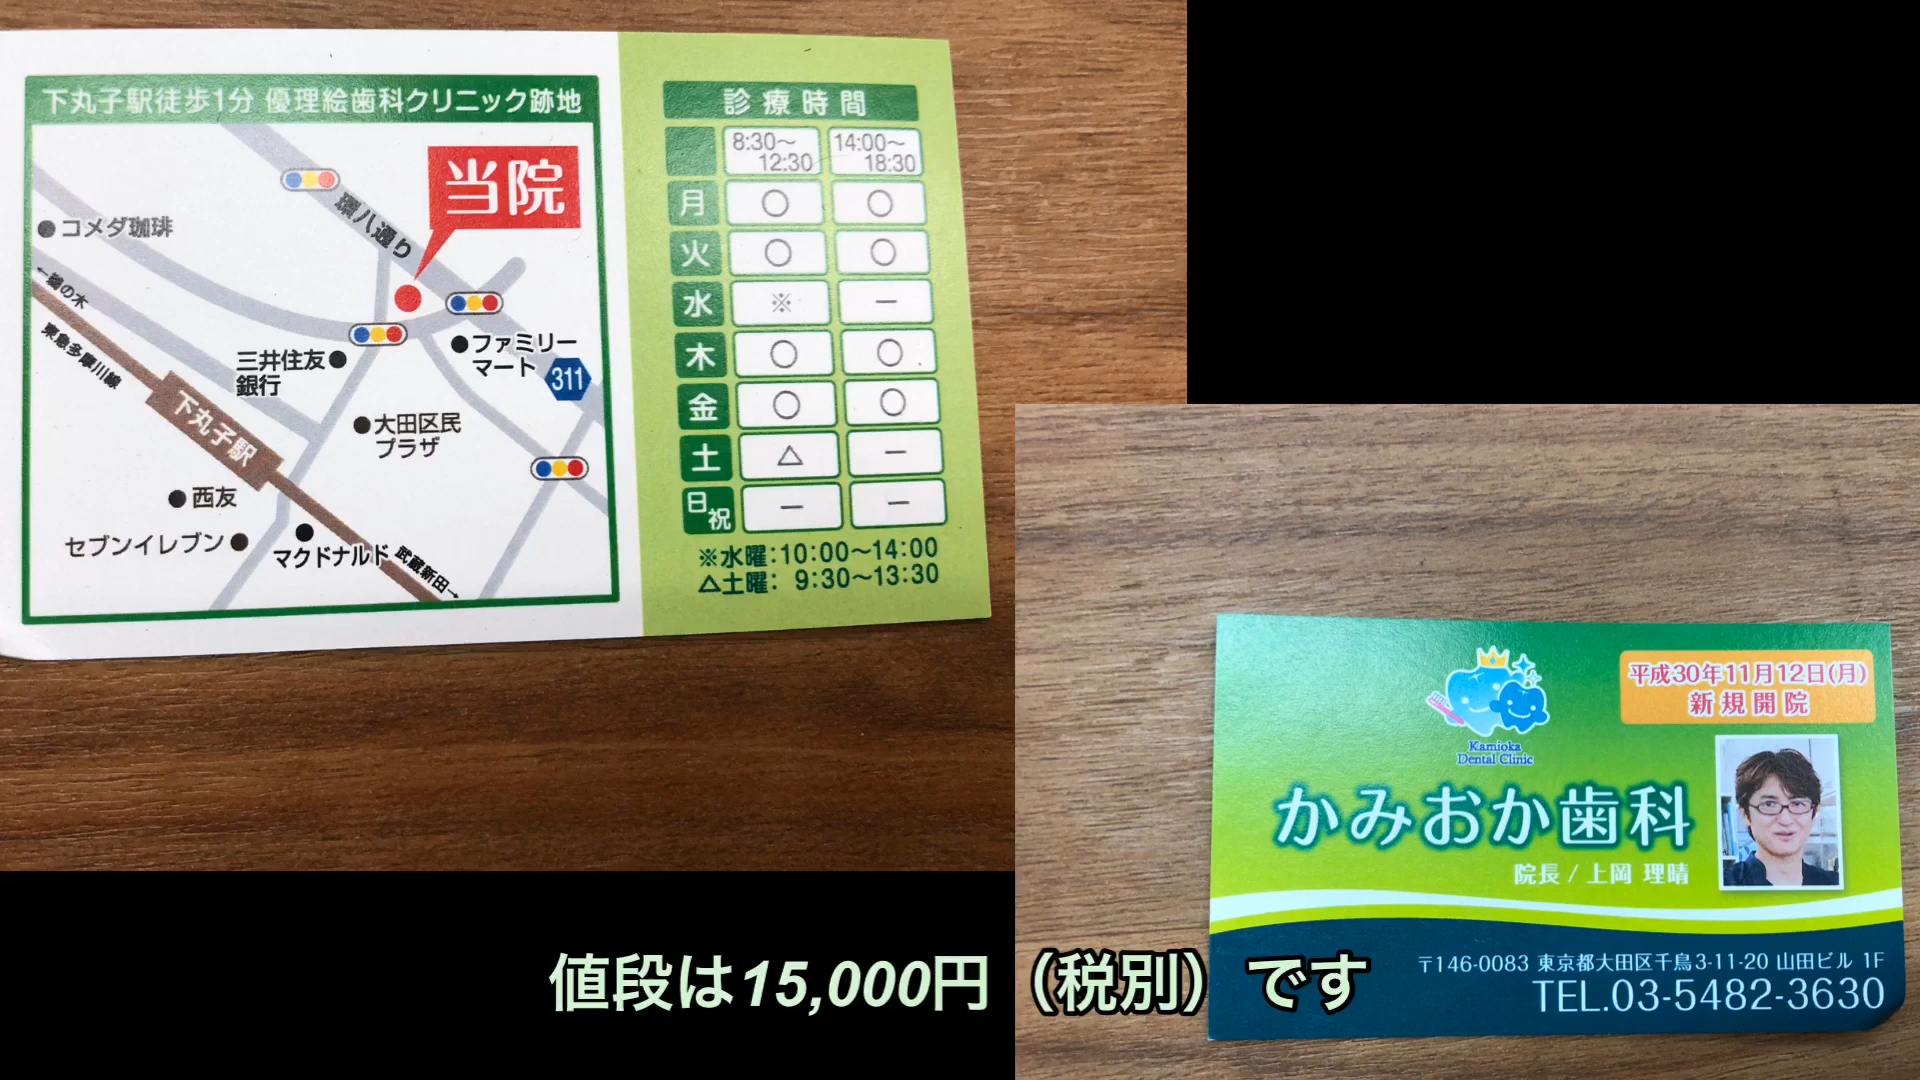 下丸子駅徒歩1分 優理絵歯科クリニック跡地
当院
環八通り
コメダ珈琲
←鵜の木
東急多摩川線
三井住友
銀行
ファミリー
マート
311
下丸子駅
大田区民
プラザ
西友
セブンイレブン
マクドナルド
武蔵新田→
診療時間
8:30～12:30 14:00～18:30
月 ○ ○
火 ○ ○
水 ※ －
木 ○ ○
金 ○ ○
土 △ －
日祝 － －
※水曜:10:00～14:00
△土曜: 9:30～13:30
平成30年11月12日(月)
新規開院
Kamioka
Dental Clinic
かみおか歯科
院長 / 上岡 理晴
〒146-0083 東京都大田区千鳥3-11-20 山田ビル 1F
TEL.03-5482-3630
値段は15,000円（税別）です